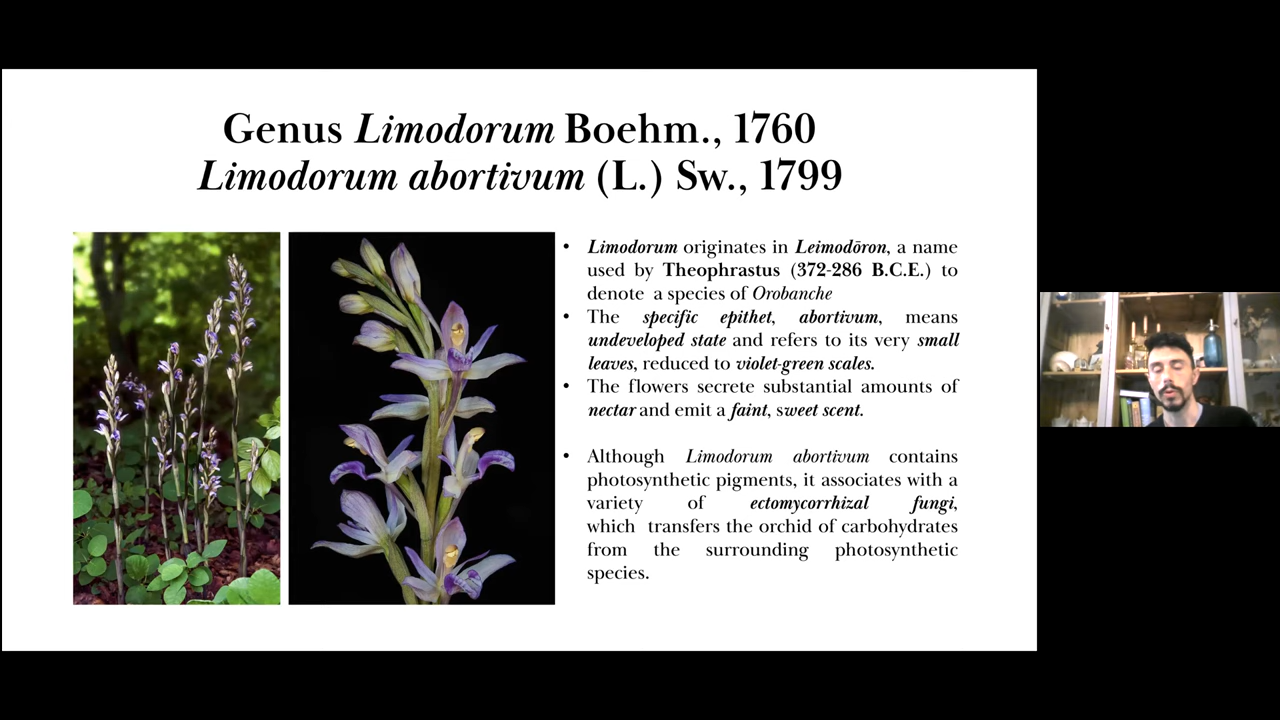 Genus Limodorum Boehm., 1760
Limodorum abortivum (L.) Sw., 1799
• Limodorum originates in Leimodōron, a name
used by Theophrastus (372-286 B.C.E.) to
denote a species of Orobanche
• The specific epithet, abortivum, means
undeveloped state and refers to its very small
leaves, reduced to violet-green scales.
• The flowers secrete substantial amounts of
nectar and emit a faint, sweet scent.
• Although Limodorum abortivum contains
photosynthetic pigments, it associates with a
variety of ectomycorrhizal fungi,
which transfers the orchid of carbohydrates
from the surrounding photosynthetic
species.